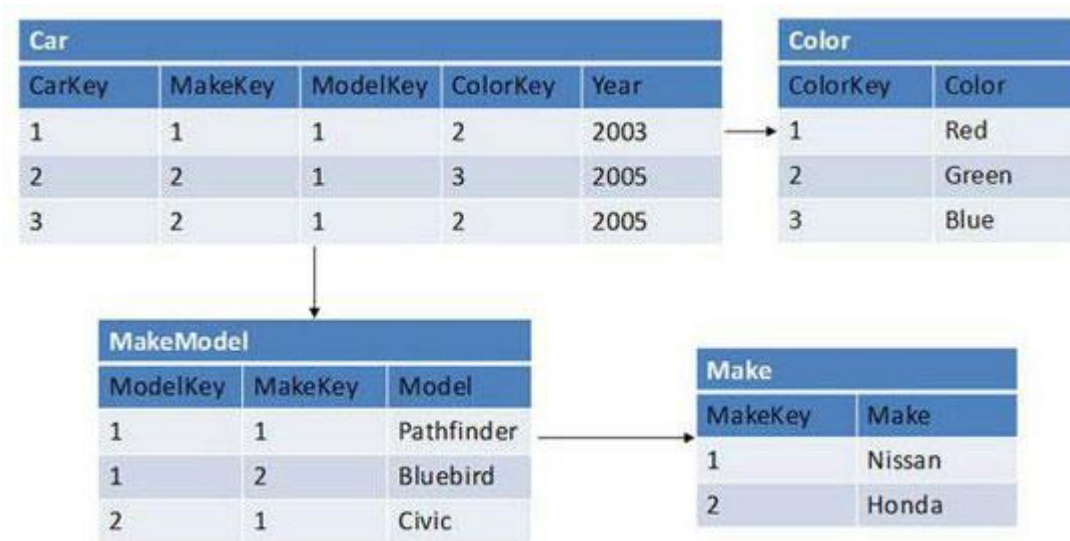 Car
CarKey MakeKey ModelKey ColorKey Year
1 1 1 2 2003
2 2 1 3 2005
3 2 1 2 2005
Color
ColorKey Color
1 Red
2 Green
3 Blue
MakeModel
ModelKey MakeKey Model
1 1 Pathfinder
1 2 Bluebird
2 1 Civic
Make
MakeKey Make
1 Nissan
2 Honda